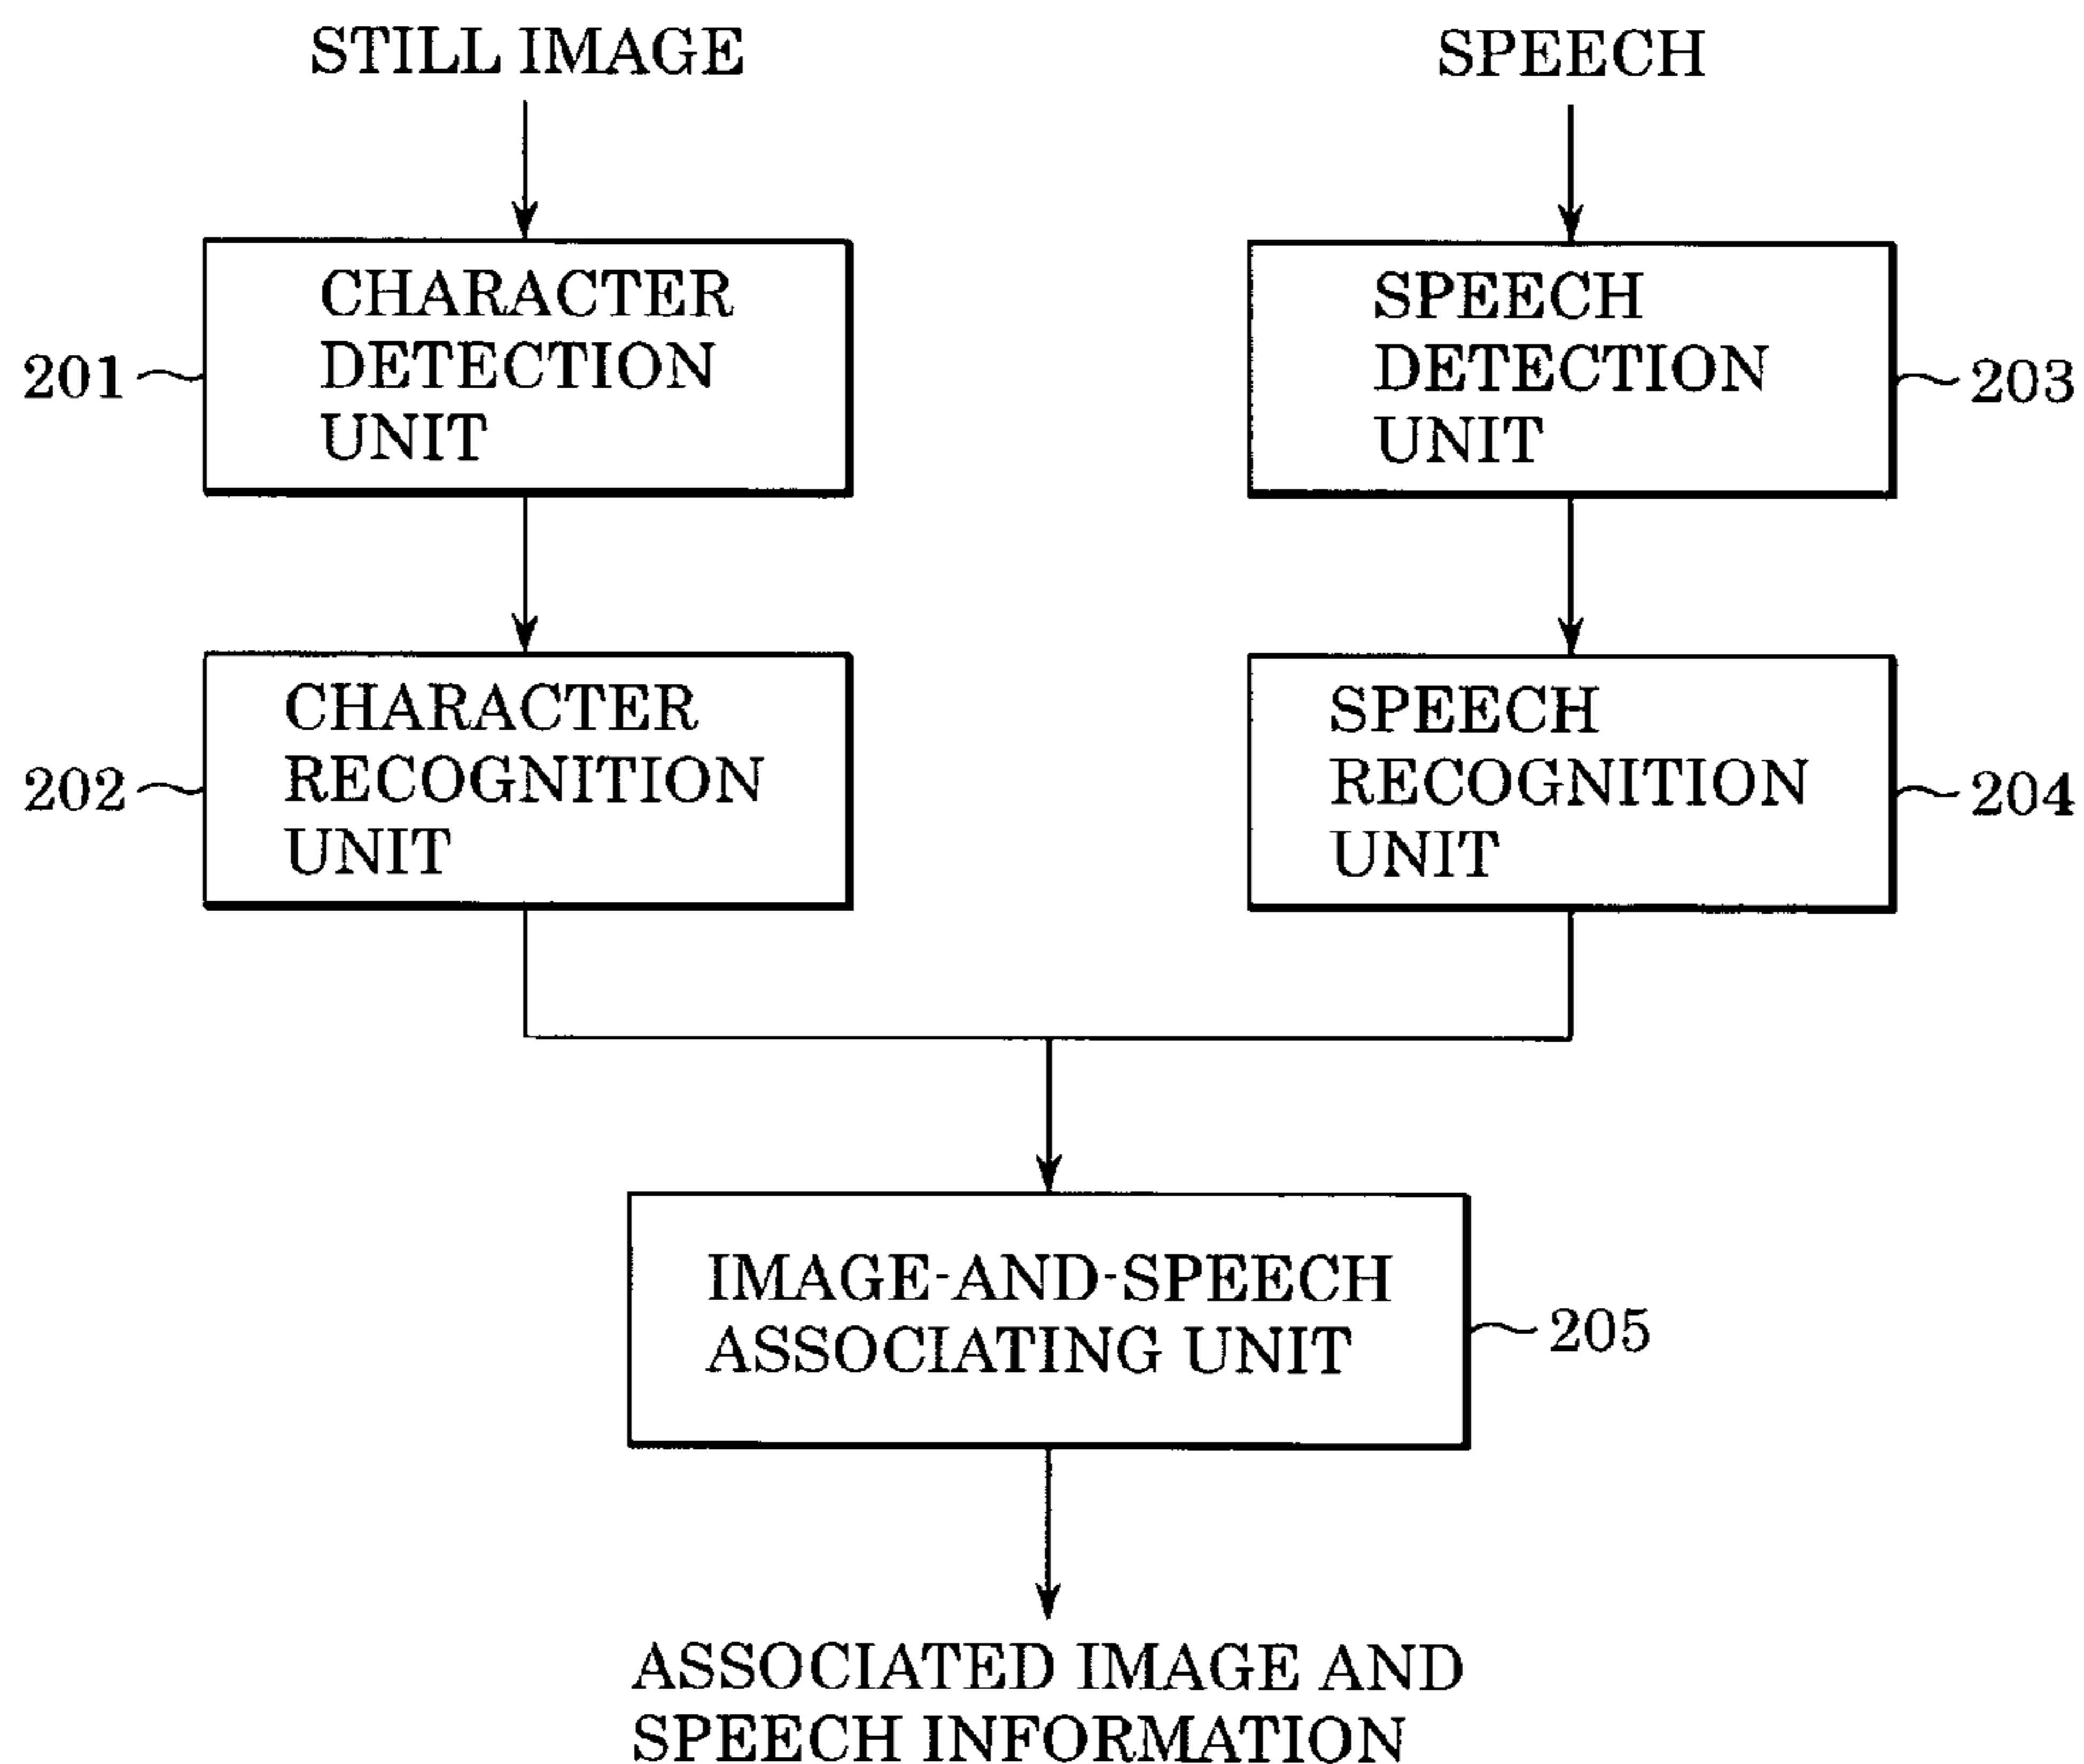 STILL IMAGE
SPEECH
CHARACTER
DETECTION
UNIT
201
SPEECH
DETECTION
UNIT
203
CHARACTER
RECOGNITION
UNIT
202
SPEECH
RECOGNITION
UNIT
204
IMAGE-AND-SPEECH
ASSOCIATING UNIT
205
ASSOCIATED IMAGE AND
SPEECH INFORMATION